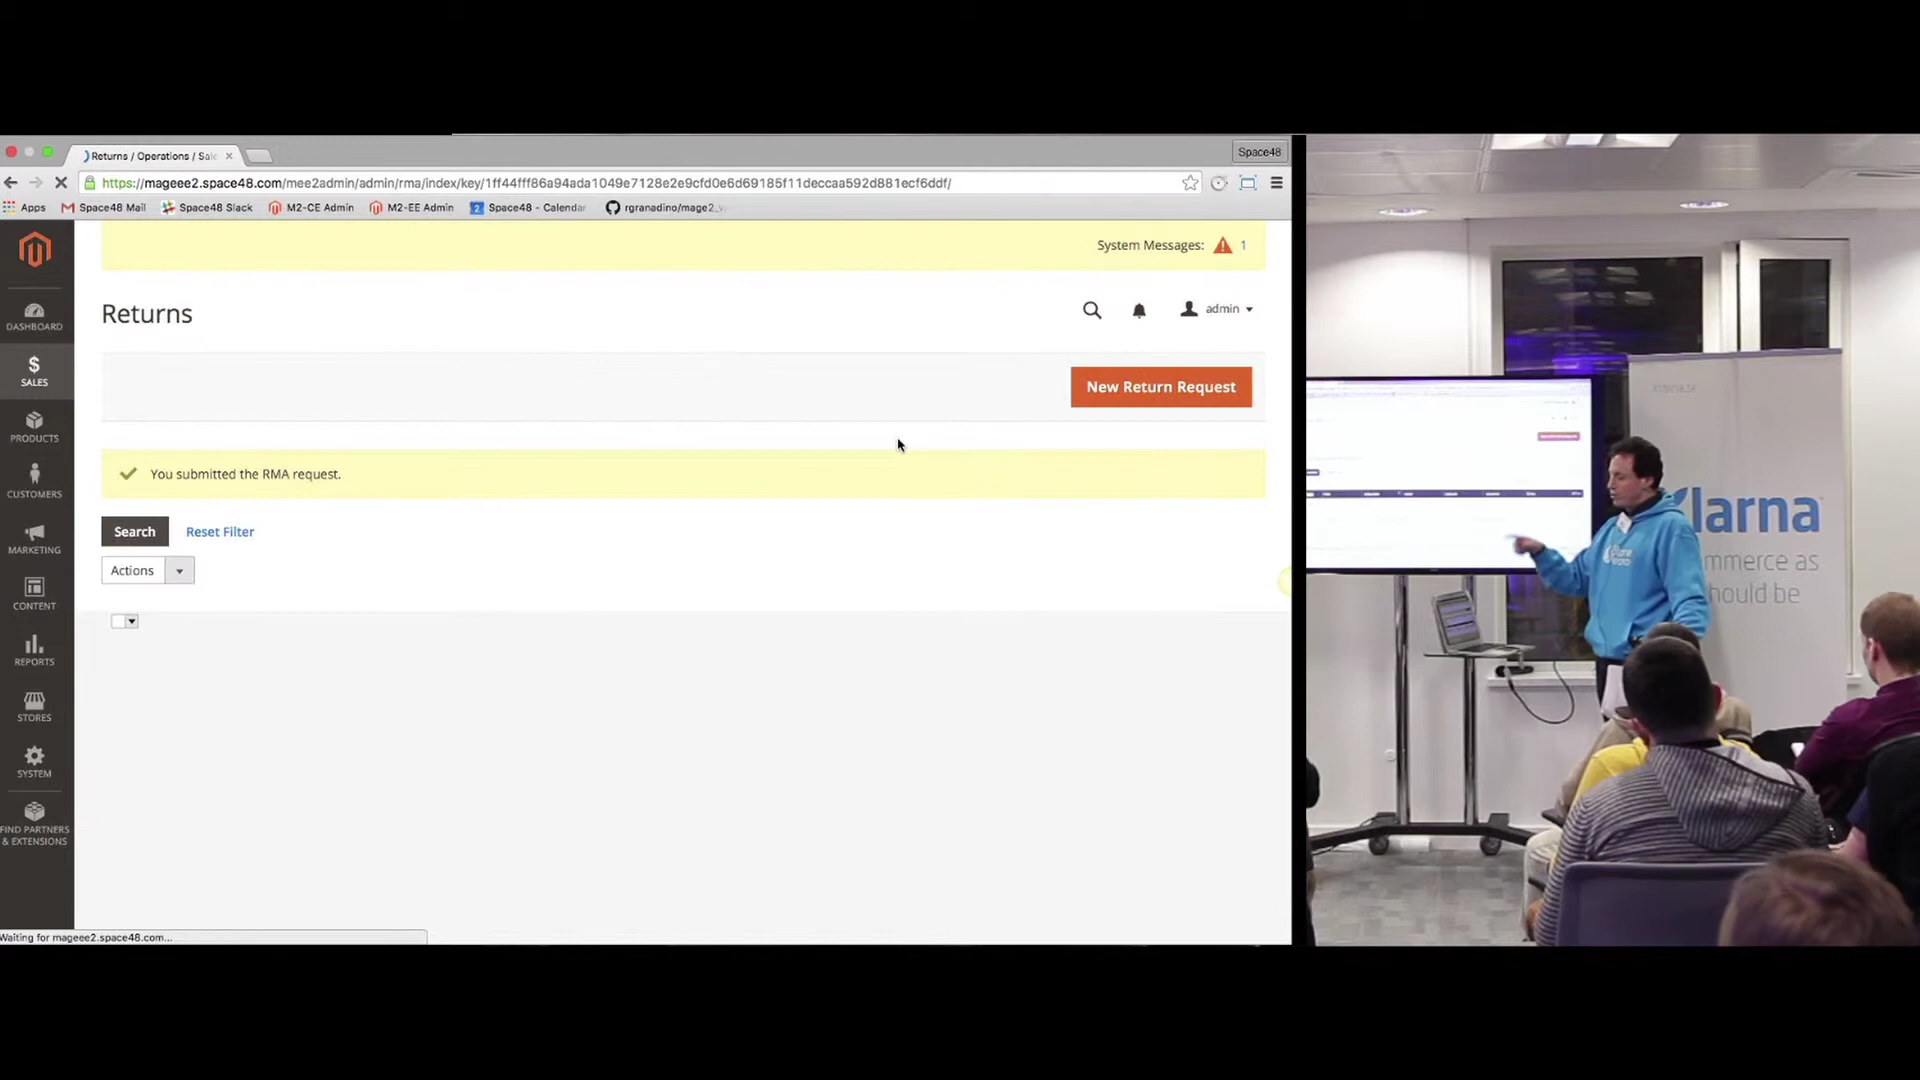 Returns / Operations / Sale
Space48
https://mageee2.space48.com/mee2admin/admin/rma/index/key/1ff44fff86a94ada1049e7128e2e9cfd0e6d69185f11deccaa592d881ecf6ddf/
Apps
Space48 Mail
Space48 Slack
M2-CE Admin
M2-EE Admin
Space48 - Calendar
rgranadino/mage2_v
System Messages: 1
Returns
admin
New Return Request
You submitted the RMA request.
Search
Reset Filter
Actions
DASHBOARD
$
SALES
PRODUCTS
CUSTOMERS
MARKETING
CONTENT
REPORTS
STORES
SYSTEM
FIND PARTNERS
& EXTENSIONS
Waiting for mageee2.space48.com...
larna
mmerce as
hould be